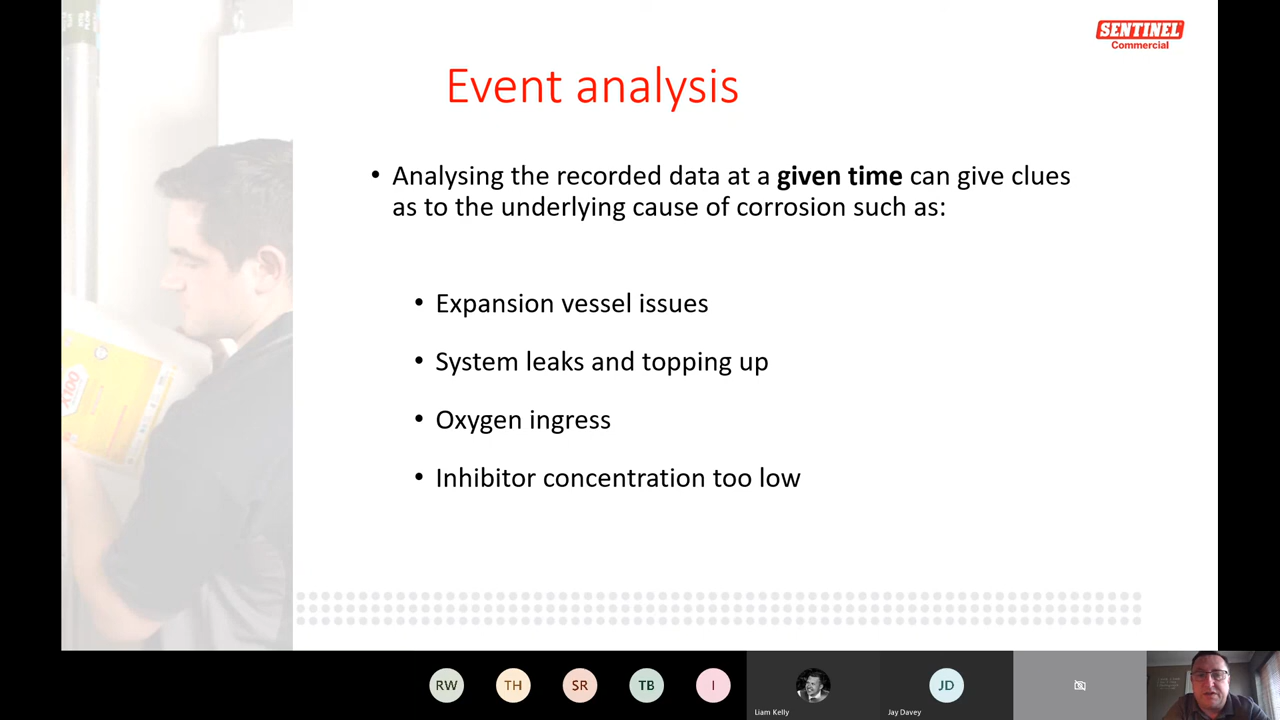 SENTINEL
Commercial
Event analysis
• Analysing the recorded data at a given time can give clues
as to the underlying cause of corrosion such as:
• Expansion vessel issues
• System leaks and topping up
• Oxygen ingress
• Inhibitor concentration too low
X100
RW
TH
SR
TB
I
Liam Kelly
JD
Jay Davey